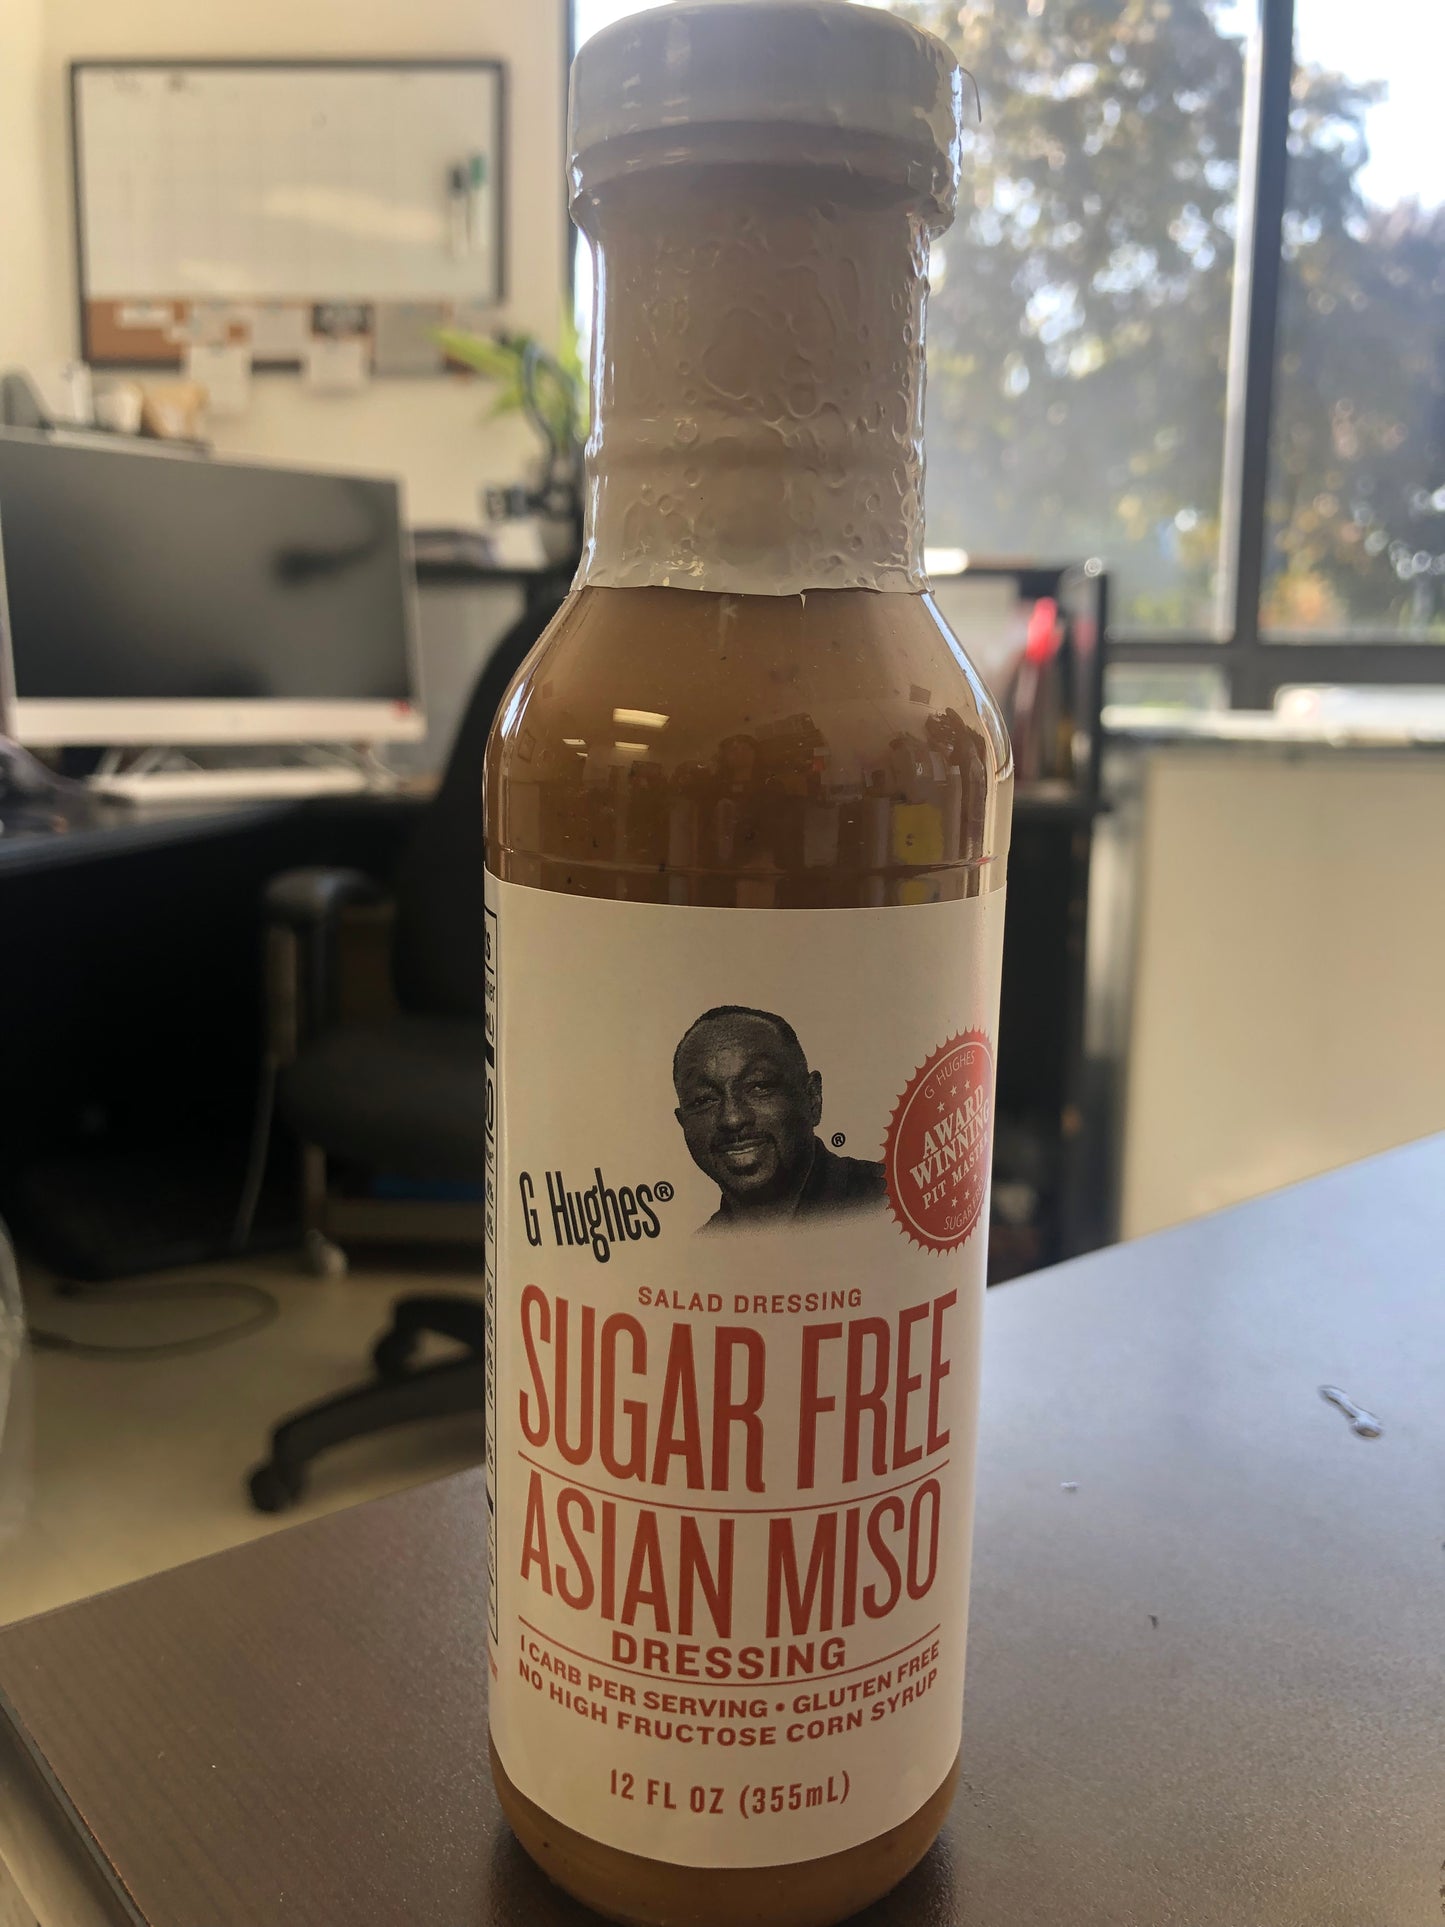 G Hughes®
®
G HUGHES
AWARD
WINNING
PIT MASTER
SALAD DRESSING
SUGAR FREE
ASIAN MISO
DRESSING
1 CARB PER SERVING • GLUTEN FREE
NO HIGH FRUCTOSE CORN SYRUP
12 FL OZ (355mL)